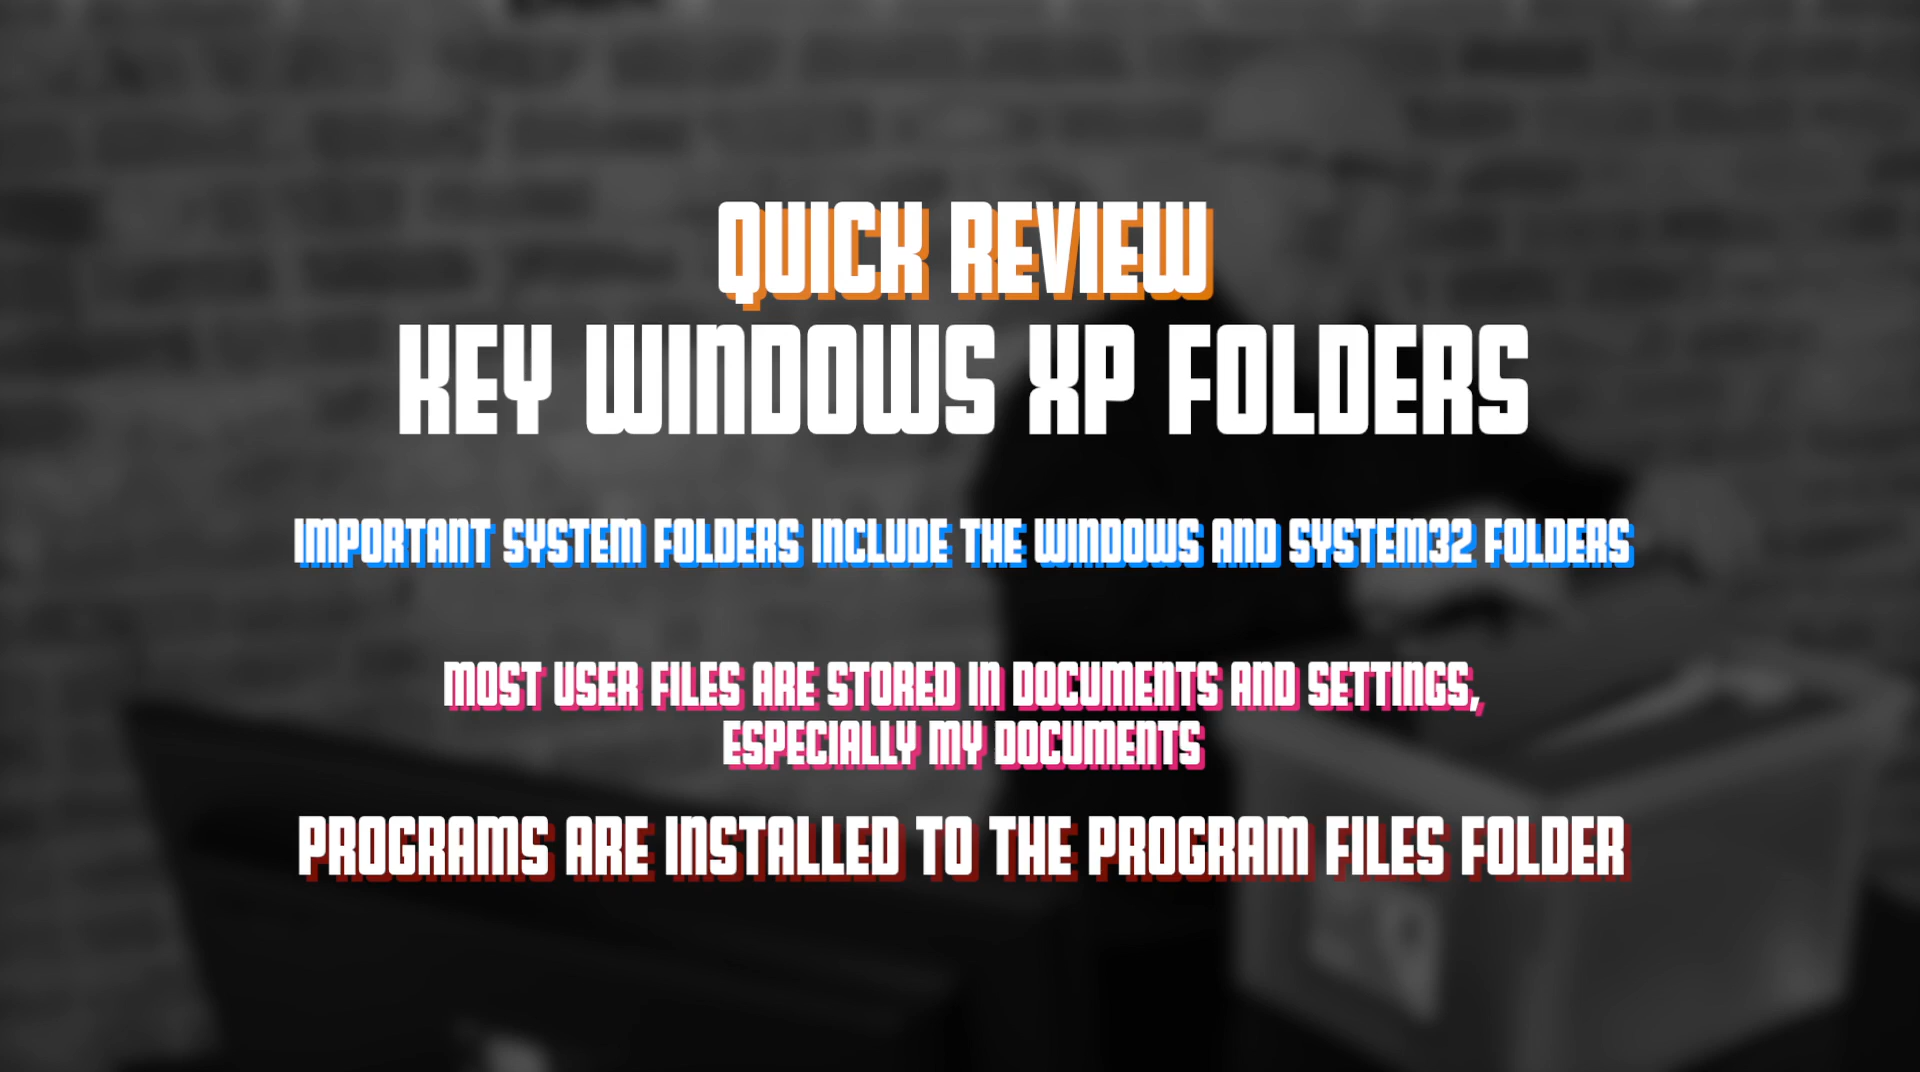 QUICK REVIEW
KEY WINDOWS XP FOLDERS
IMPORTANT SYSTEM FOLDERS INCLUDE THE WINDOWS AND SYSTEM32 FOLDERS
MOST USER FILES ARE STORED IN DOCUMENTS AND SETTINGS,
ESPECIALLY MY DOCUMENTS
PROGRAMS ARE INSTALLED TO THE PROGRAM FILES FOLDER